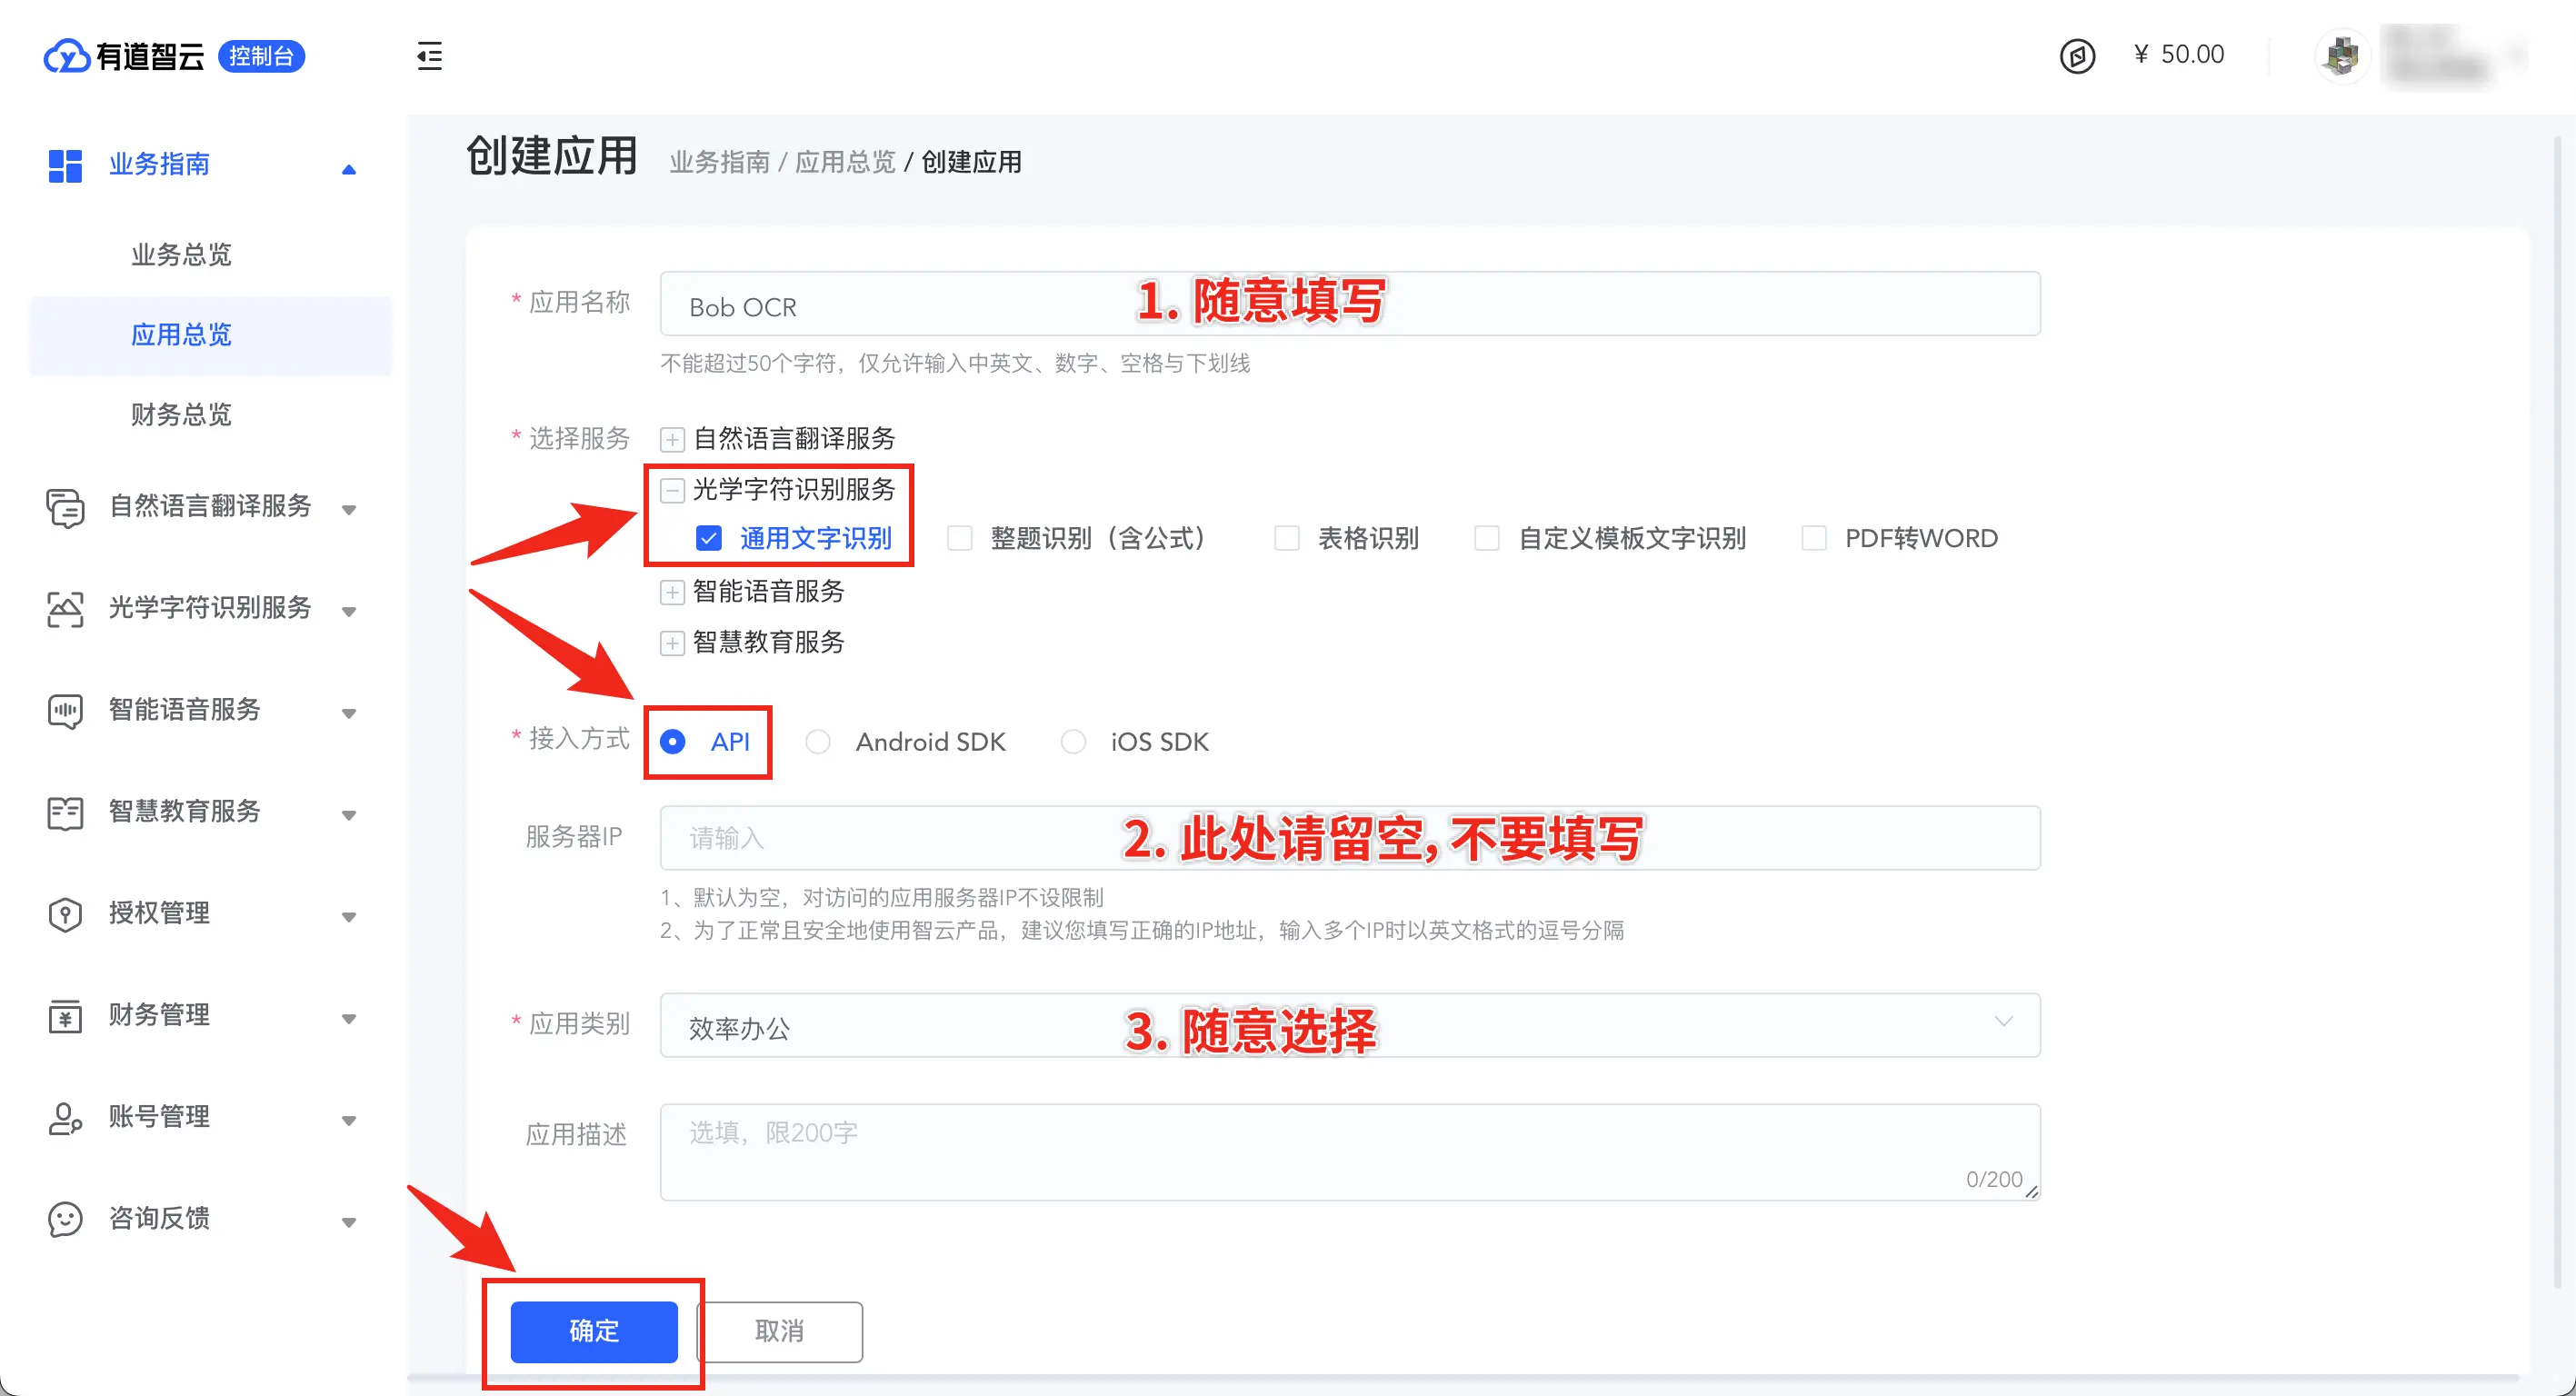 有道智云 控制台
¥ 50.00
业务指南
业务总览
应用总览
财务总览
自然语言翻译服务
光学字符识别服务
智能语音服务
智慧教育服务
授权管理
财务管理
账号管理
咨询反馈
创建应用 业务指南 / 应用总览 / 创建应用
* 应用名称 Bob OCR 1. 随意填写
不能超过50个字符，仅允许输入中英文、数字、空格与下划线
* 选择服务 自然语言翻译服务
光学字符识别服务
通用文字识别 整题识别（含公式） 表格识别 自定义模板文字识别 PDF转WORD
智能语音服务
智慧教育服务
* 接入方式 API Android SDK iOS SDK
服务器IP 请输入 2. 此处请留空, 不要填写
1、默认为空，对访问的应用服务器IP不设限制
2、为了正常且安全地使用智云产品，建议您填写正确的IP地址，输入多个IP时以英文格式的逗号分隔
* 应用类别 效率办公 3. 随意选择
应用描述 选填，限200字
0/200
确定 取消